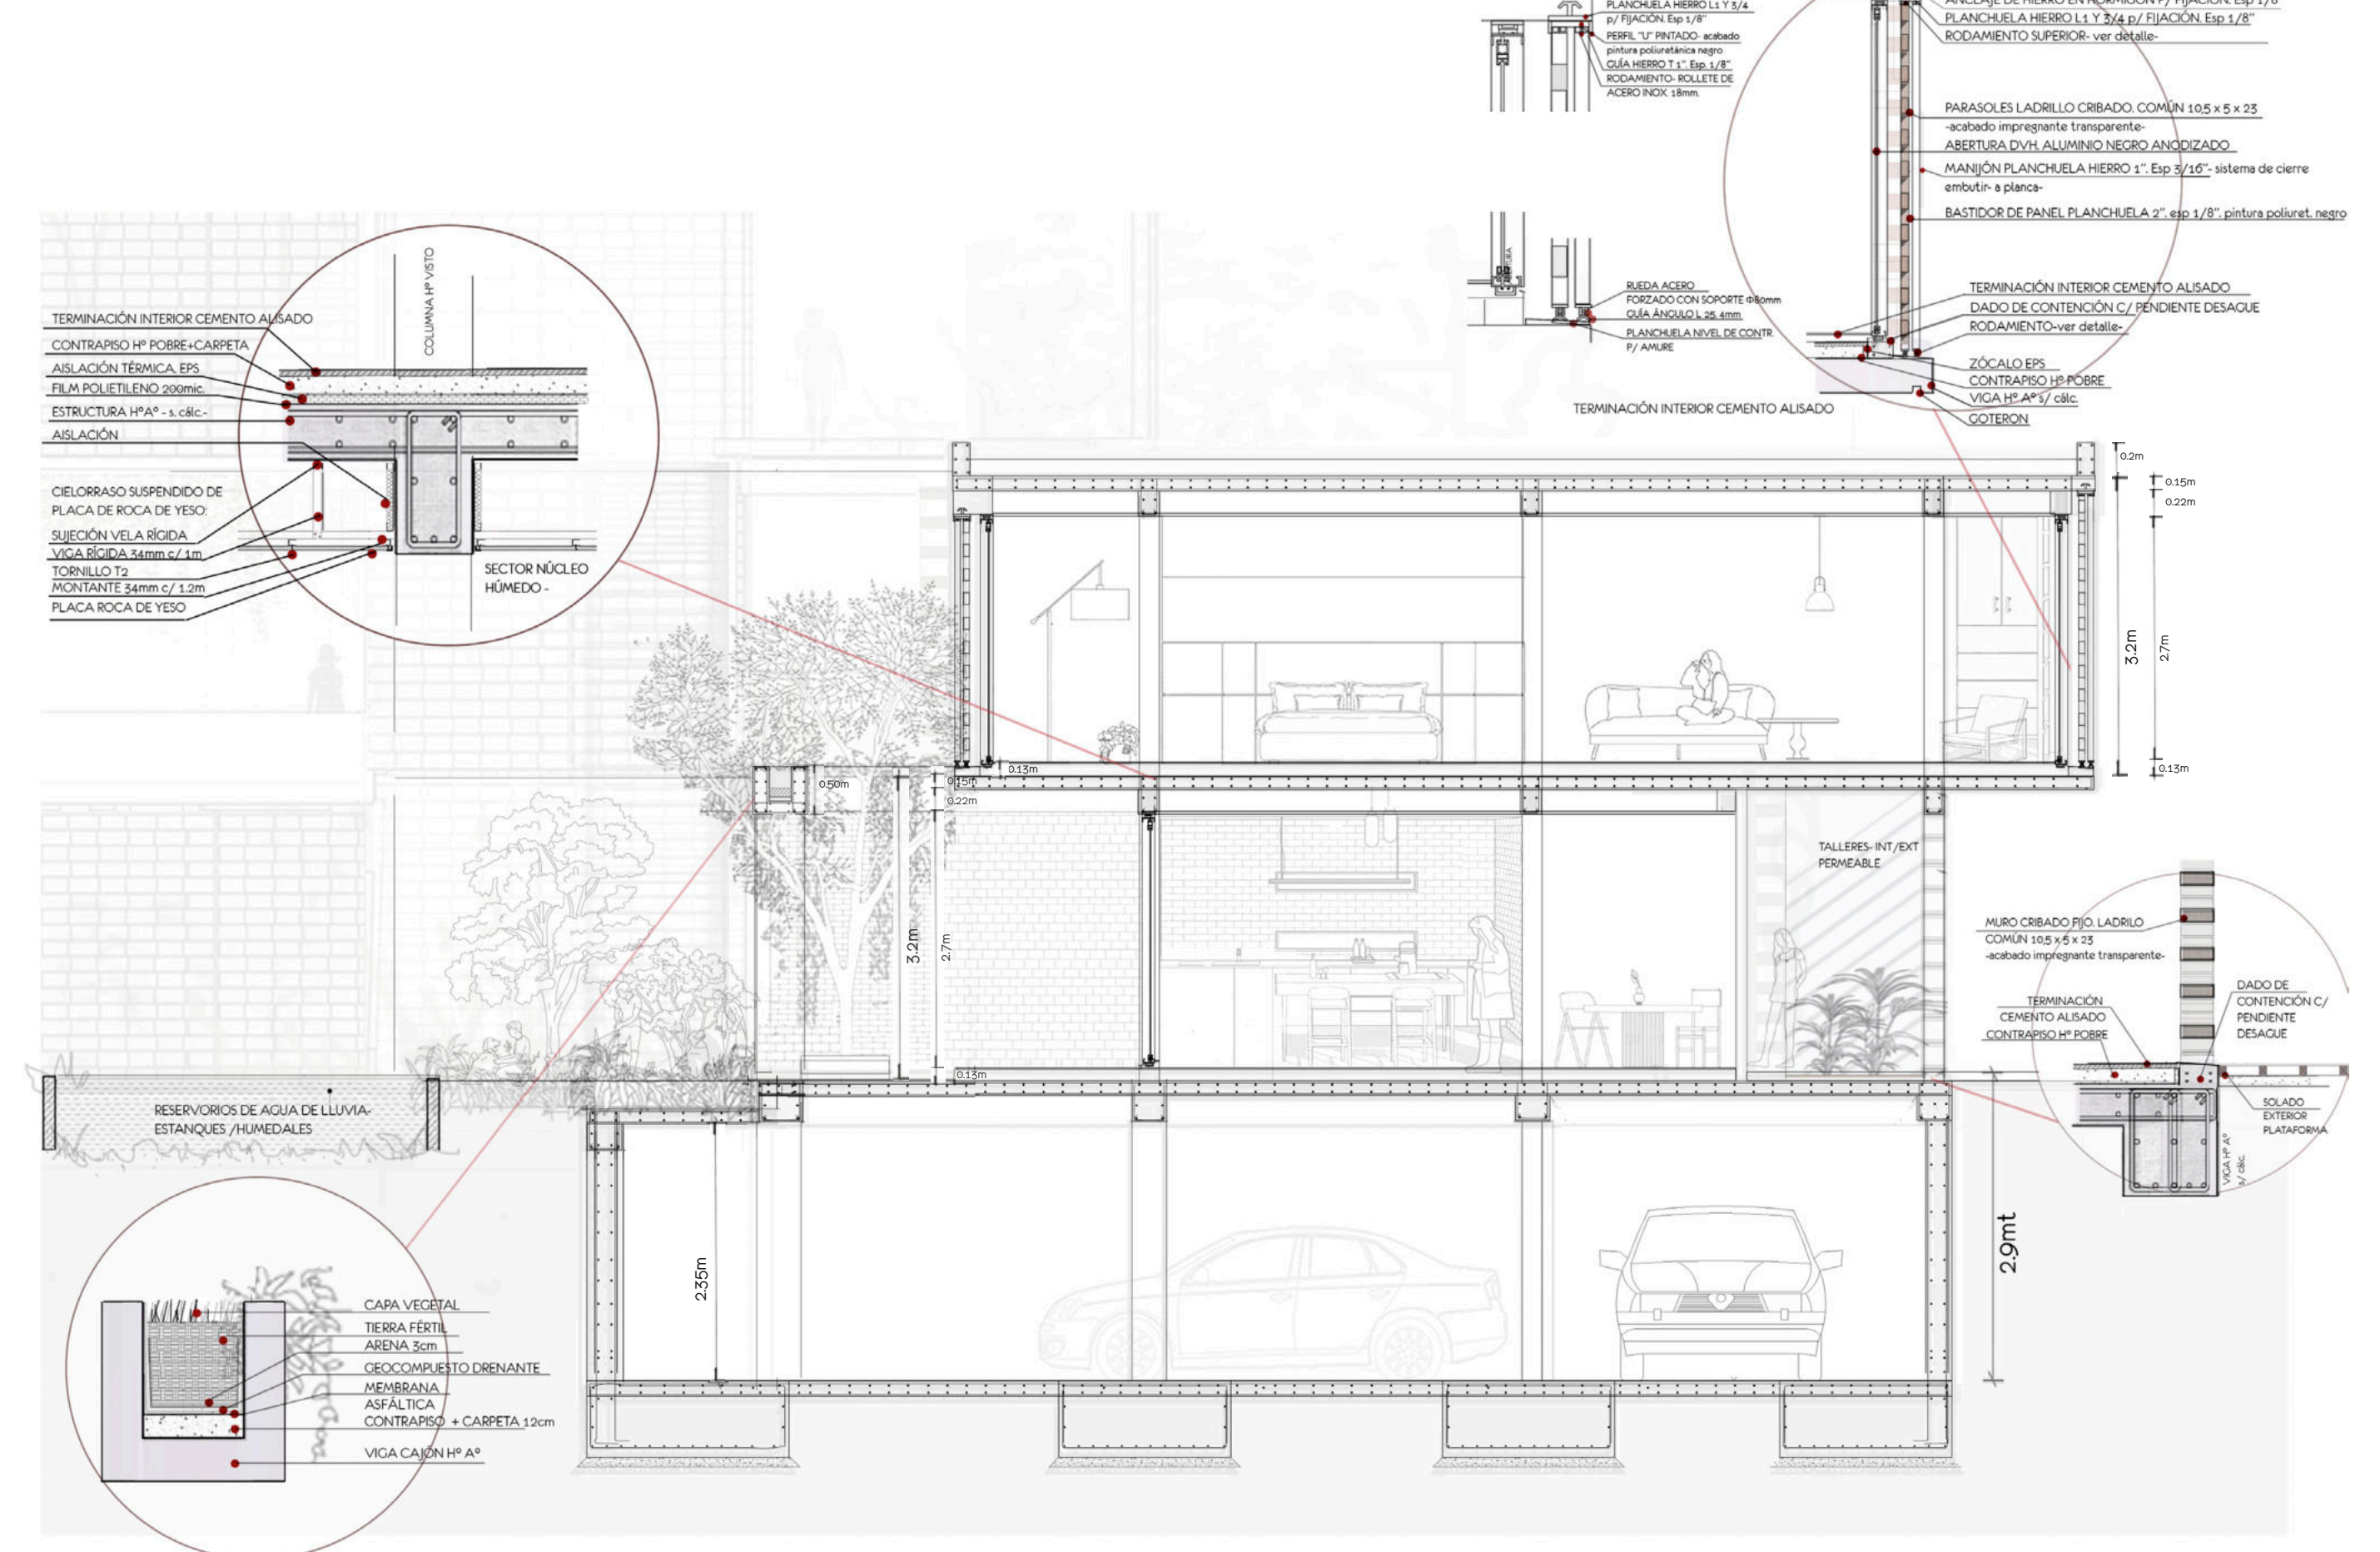 PLANCHUELA HIERRO L1 Y 3/4
p/ FIJACIÓN. Esp 1/8"
PERFIL "U" PINTADO- acabado
pintura poliuretánica negro
GUÍA HIERRO T 1". Esp. 1/8"
RODAMIENTO- ROLLETE DE
ACERO INOX. 18mm.
ANCLAJE DE HIERRO EN HORMIGÓN P/ FIJACIÓN. Esp 1/8"
PLANCHUELA HIERRO L1 Y 3/4 p/ FIJACIÓN. Esp 1/8"
RODAMIENTO SUPERIOR- ver detalle-
PARASOLES LADRILLO CRIBADO. COMÚN 10,5 x 5 x 23
-acabado impregnante transparente-
ABERTURA DVH. ALUMINIO NEGRO ANODIZADO
MANIJÓN PLANCHUELA HIERRO 1". Esp 3/16"- sistema de cierre
embutir- a planca-
BASTIDOR DE PANEL PLANCHUELA 2". esp 1/8". pintura poliuret. negro
RUEDA ACERO
FORZADO CON SOPORTE Φ80mm
GUÍA ÁNGULO L 25. 4mm
PLANCHUELA NIVEL DE CONTR.
P/ AMURE
TERMINACIÓN INTERIOR CEMENTO ALISADO
DADO DE CONTENCIÓN C/ PENDIENTE DESAGUE
RODAMIENTO-ver detalle-
ZÓCALO EPS
CONTRAPISO Hº POBRE
VIGA Hº Aº s/ cálc.
GOTERON
TERMINACIÓN INTERIOR CEMENTO ALISADO
COLUMNA Hº VISTO
TERMINACIÓN INTERIOR CEMENTO ALISADO
CONTRAPISO Hº POBRE+CARPETA
AISLACIÓN TÉRMICA. EPS
FILM POLIETILENO 200mic.
ESTRUCTURA HºAº - s. cálc.-
AISLACIÓN
CIELORRASO SUSPENDIDO DE
PLACA DE ROCA DE YESO:
SUJECIÓN VELA RÍGIDA
VIGA RÍGIDA 34mm c/ 1m
TORNILLO T2
MONTANTE 34mm c/ 1.2m
PLACA ROCA DE YESO
SECTOR NÚCLEO
HÚMEDO -
0.2m
0.15m
0.22m
3.2m
2.7m
0.13m
0.13m
0.50m
0.15m
0.22m
3.2m
2.7m
0.13m
TALLERES- INT/EXT
PERMEABLE
MURO CRIBADO FIJO. LADRILO
COMÚN 10,5 x 5 x 23
-acabado impregnante transparente-
TERMINACIÓN
CEMENTO ALISADO
CONTRAPISO Hº POBRE
DADO DE
CONTENCIÓN C/
PENDIENTE
DESAGUE
SOLADO
EXTERIOR
PLATAFORMA
VIGA Hº Aº
s/ cálc.
RESERVORIOS DE AGUA DE LLUVIA-
ESTANQUES /HUMEDALES
2.35m
2.9mt
CAPA VEGETAL
TIERRA FÉRTIL
ARENA 3cm
GEOCOMPUESTO DRENANTE
MEMBRANA
ASFÁLTICA
CONTRAPISO + CARPETA 12cm
VIGA CAJÓN Hº Aº